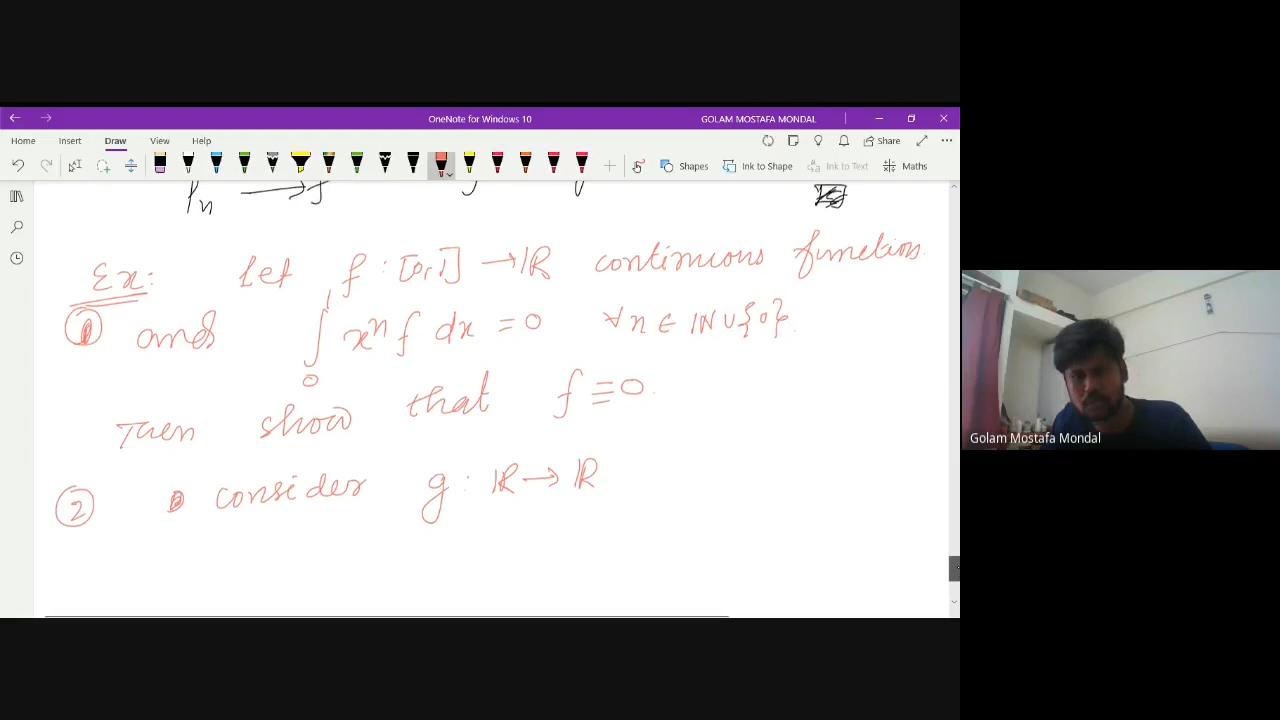 OneNote for Windows 10
GOLAM MOSTAFA MONDAL
Home Insert Draw View Help
Share
Shapes Ink to Shape Ink to Text Maths
Pn → f
Ex: Let f : [0,1] → ℝ continuous function.
① and ∫₀¹ xⁿ f dx = 0 ∀ n ∈ ℕ ∪ {0}.
Then show that f ≡ 0.
② consider g : ℝ → ℝ
Golam Mostafa Mondal